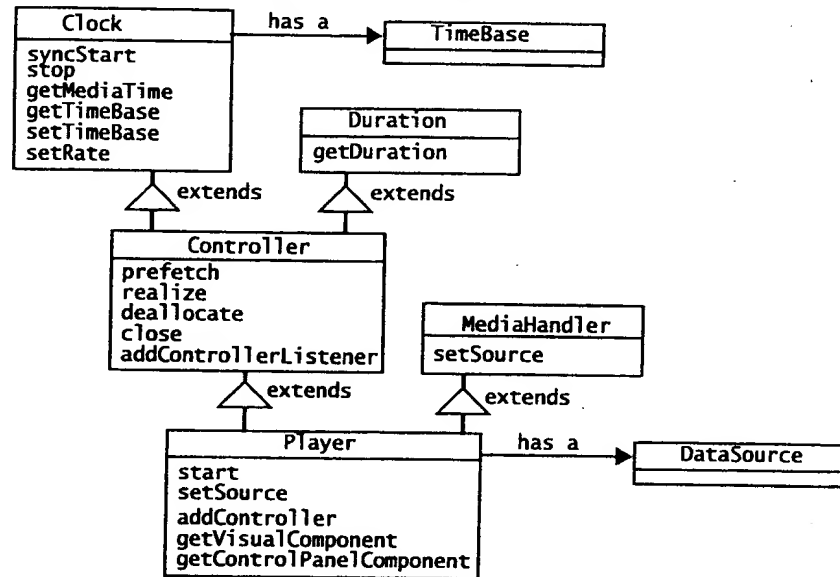 Clock
has a
TimeBase
syncStart
stop
getMediaTime
getTimeBase
setTimeBase
setRate
Duration
getDuration
extends
extends
Controller
prefetch
realize
deallocate
close
addControllerListener
MediaHandler
setSource
extends
extends
Player
has a
DataSource
start
setSource
addController
getVisualComponent
getControlPanelComponent